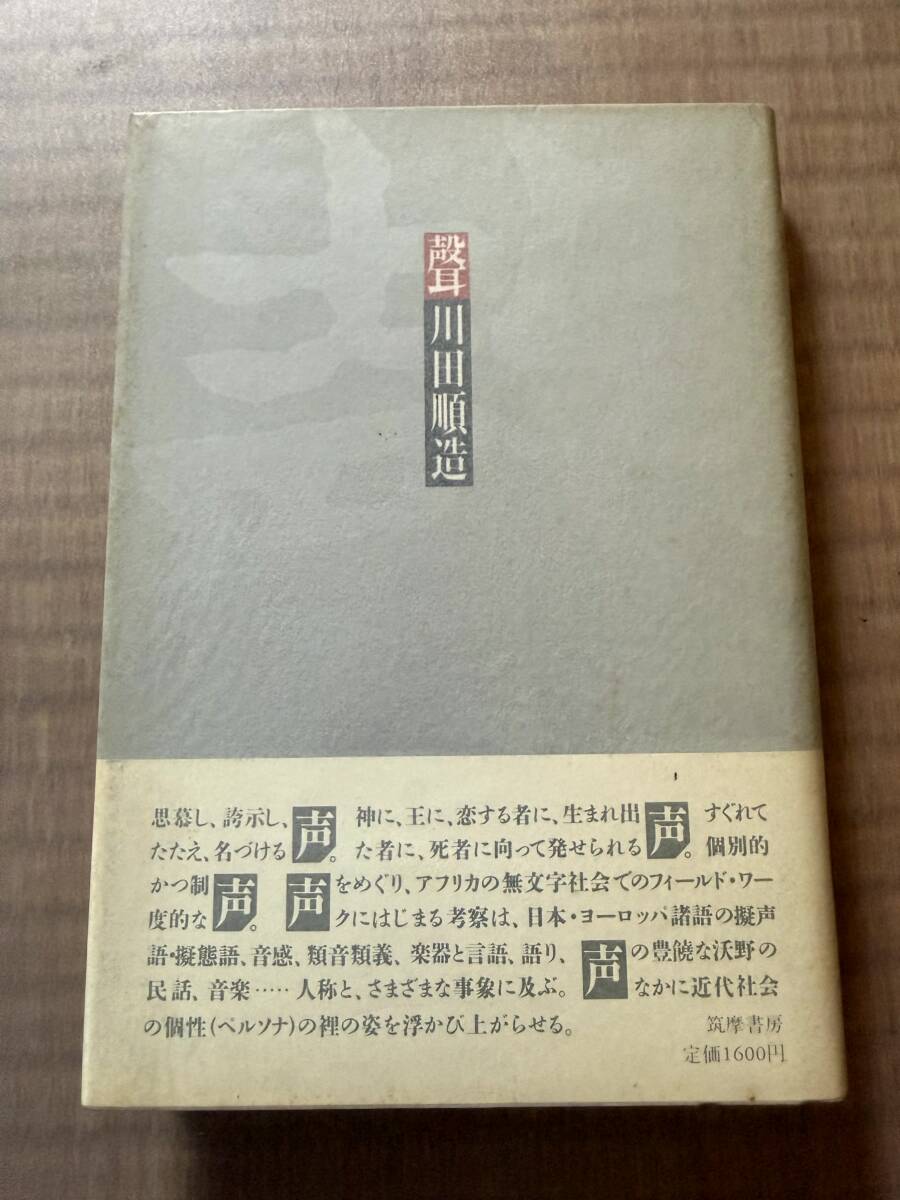 聲
川田順造
思慕し、誇示し、
たたえ、名づける
声。
神に、王に、恋する者に、生まれ出
た者に、死者に向って発せられる
声。
すぐれて
個別的
かつ制
度的な
声。
声
をめぐり、アフリカの無文字社会でのフィールド・ワー
クにはじまる考察は、日本・ヨーロッパ諸語の擬声
語・擬態語、音感、類音類義、楽器と言語、語り、
民話、音楽……人称と、さまざまな事象に及ぶ。
声
の豊饒な沃野の
なかに近代社会
の個性(ペルソナ)の裡の姿を浮かび上がらせる。
筑摩書房
定価1600円